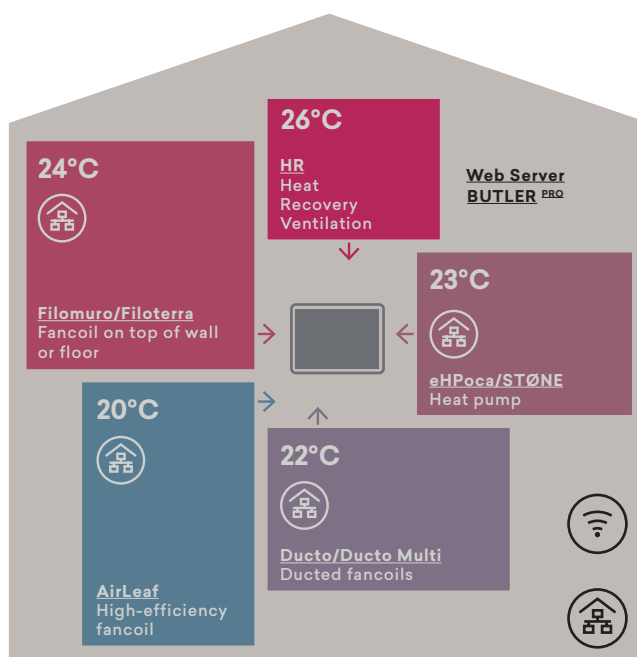 26°C
HR
Heat
Recovery
Ventilation
24°C
Filomuro/Filoterra
Fancoil on top of wall
or floor
Web Server
BUTLER PRO
23°C
eHPoca/STØNE
Heat pump
20°C
AirLeaf
High-efficiency
fancoil
22°C
Ducto/Ducto Multi
Ducted fancoils